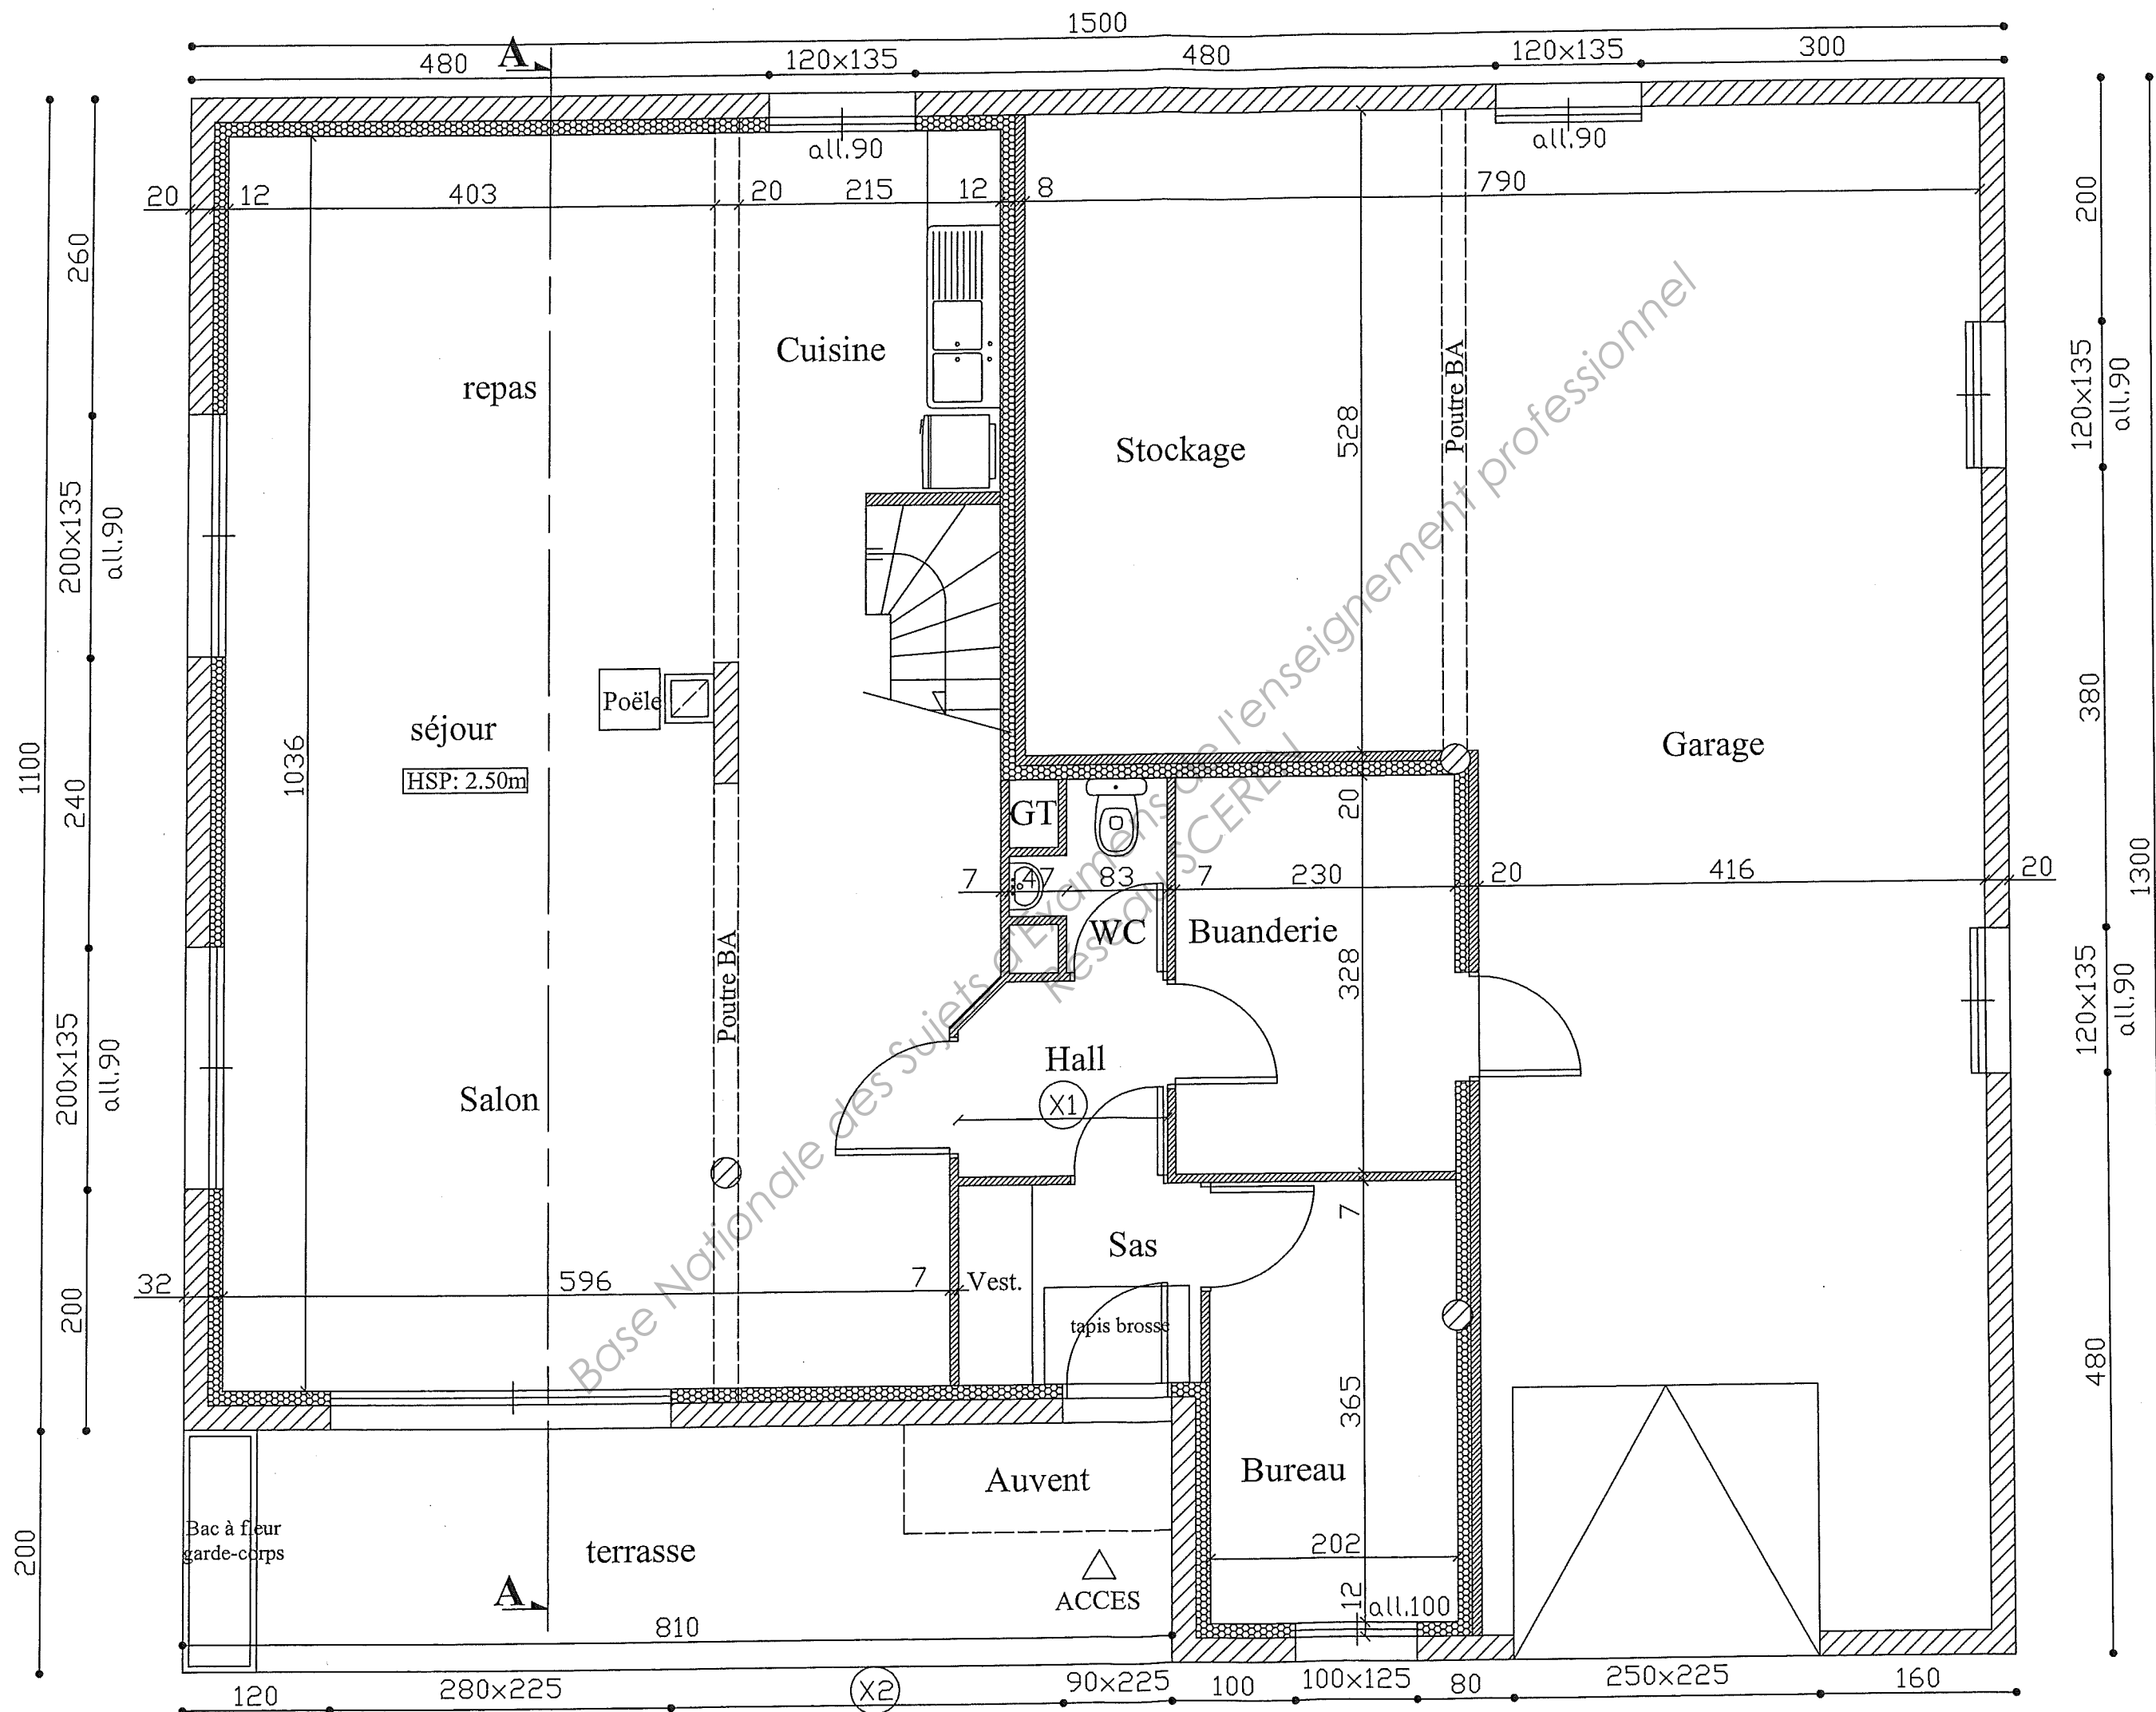 1500
A
480
120x135
480
120x135
300
all.90
all.90
20
12
403
20
215
12
8
790
260
200
Cuisine
repas
120x135
all.90
Stockage
528
Poutre BA
200x135
all.90
Poële
séjour
HSP: 2.50m
1036
Garage
380
1100
240
GT
20
7
47
83
7
230
20
416
20
1300
WC
Buanderie
328
Poutre BA
200x135
all.90
120x135
all.90
Hall
X1
Salon
7
Sas
32
596
7
Vest.
tapis brosse
200
480
365
Bureau
Auvent
Bac à fleur
garde-corps
terrasse
200
202
A
ACCES
12
all.100
810
120
280x225
X2
90x225
100
100x125
80
250x225
160
Base Nationale des Sujets d'Examens de l'enseignement professionnel
Réseau SCEREN